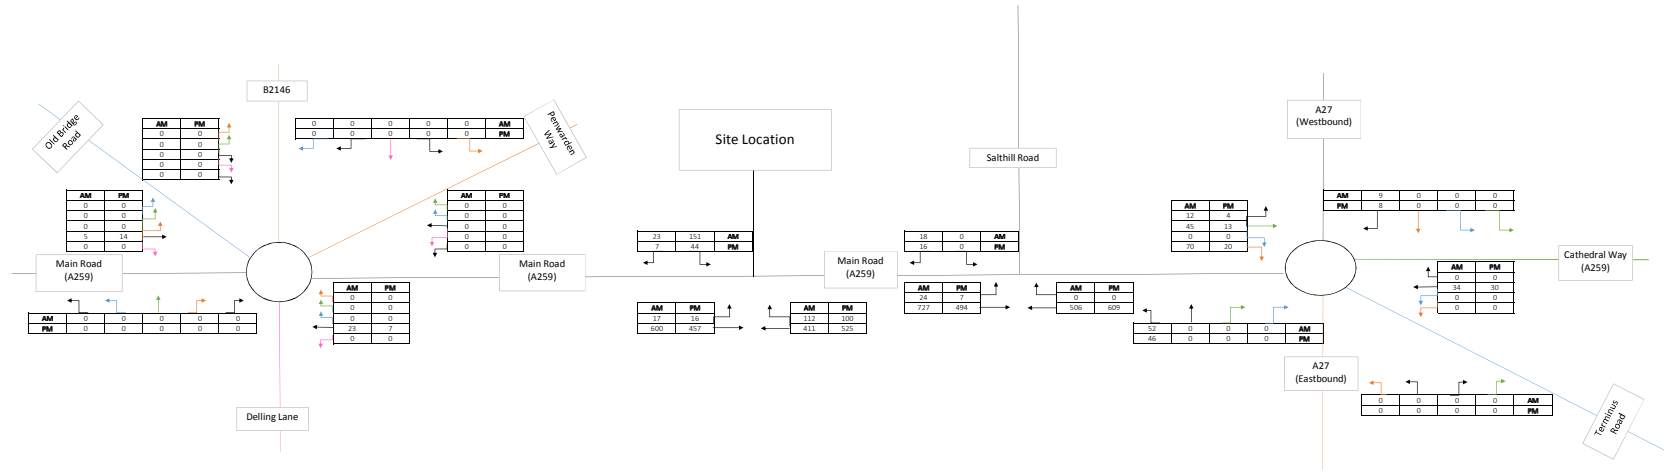 B2146
Old Bridge
Road
AM PM
0 0
0 0
0 0
0 0
0 0
0 0 0 0 0 AM
0 0 0 0 0 PM
Penwarden
Way
AM PM
0 0
0 0
0 0
5 14
0 0
AM PM
0 0
0 0
0 0
0 0
0 0
Main Road
(A259)
Main Road
(A259)
AM 0 0 0 0 0
PM 0 0 0 0 0
AM PM
0 0
0 0
0 0
23 7
0 0
Delling Lane
Site Location
23 151 AM
7 44 PM
Main Road
(A259)
AM PM
17 16
600 457
AM PM
112 100
411 525
Salthill Road
18 0 AM
16 0 PM
AM PM
24 7
727 494
AM PM
0 0
506 609
A27
(Westbound)
AM PM
12 4
45 13
0 0
70 20
AM 9 0 0 0
PM 8 0 0 0
Cathedral Way
(A259)
AM PM
0 0
34 30
0 0
0 0
52 0 0 0 AM
46 0 0 0 PM
A27
(Eastbound)
0 0 0 0 AM
0 0 0 0 PM
Terminus
Road